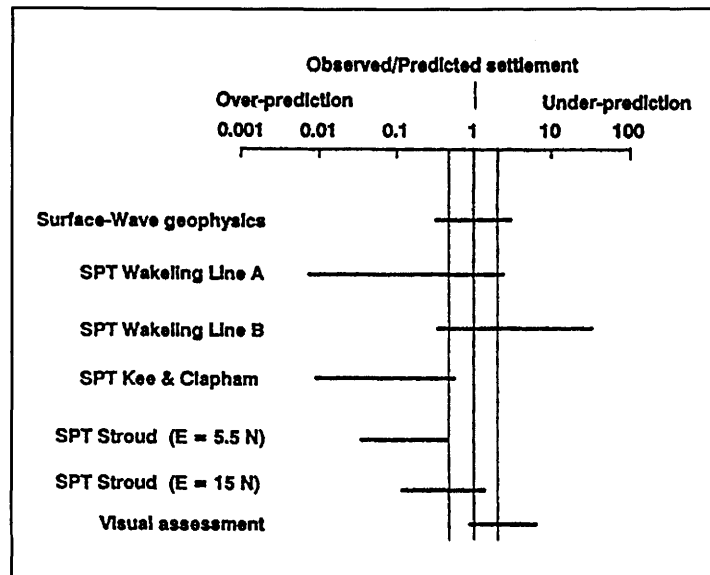 Observed/Predicted settlement
Over-prediction Under-prediction
0.001 0.01 0.1 1 10 100
Surface-Wave geophysics
SPT Wakeling Line A
SPT Wakeling Line B
SPT Kee & Clapham
SPT Stroud (E = 5.5 N)
SPT Stroud (E = 15 N)
Visual assessment